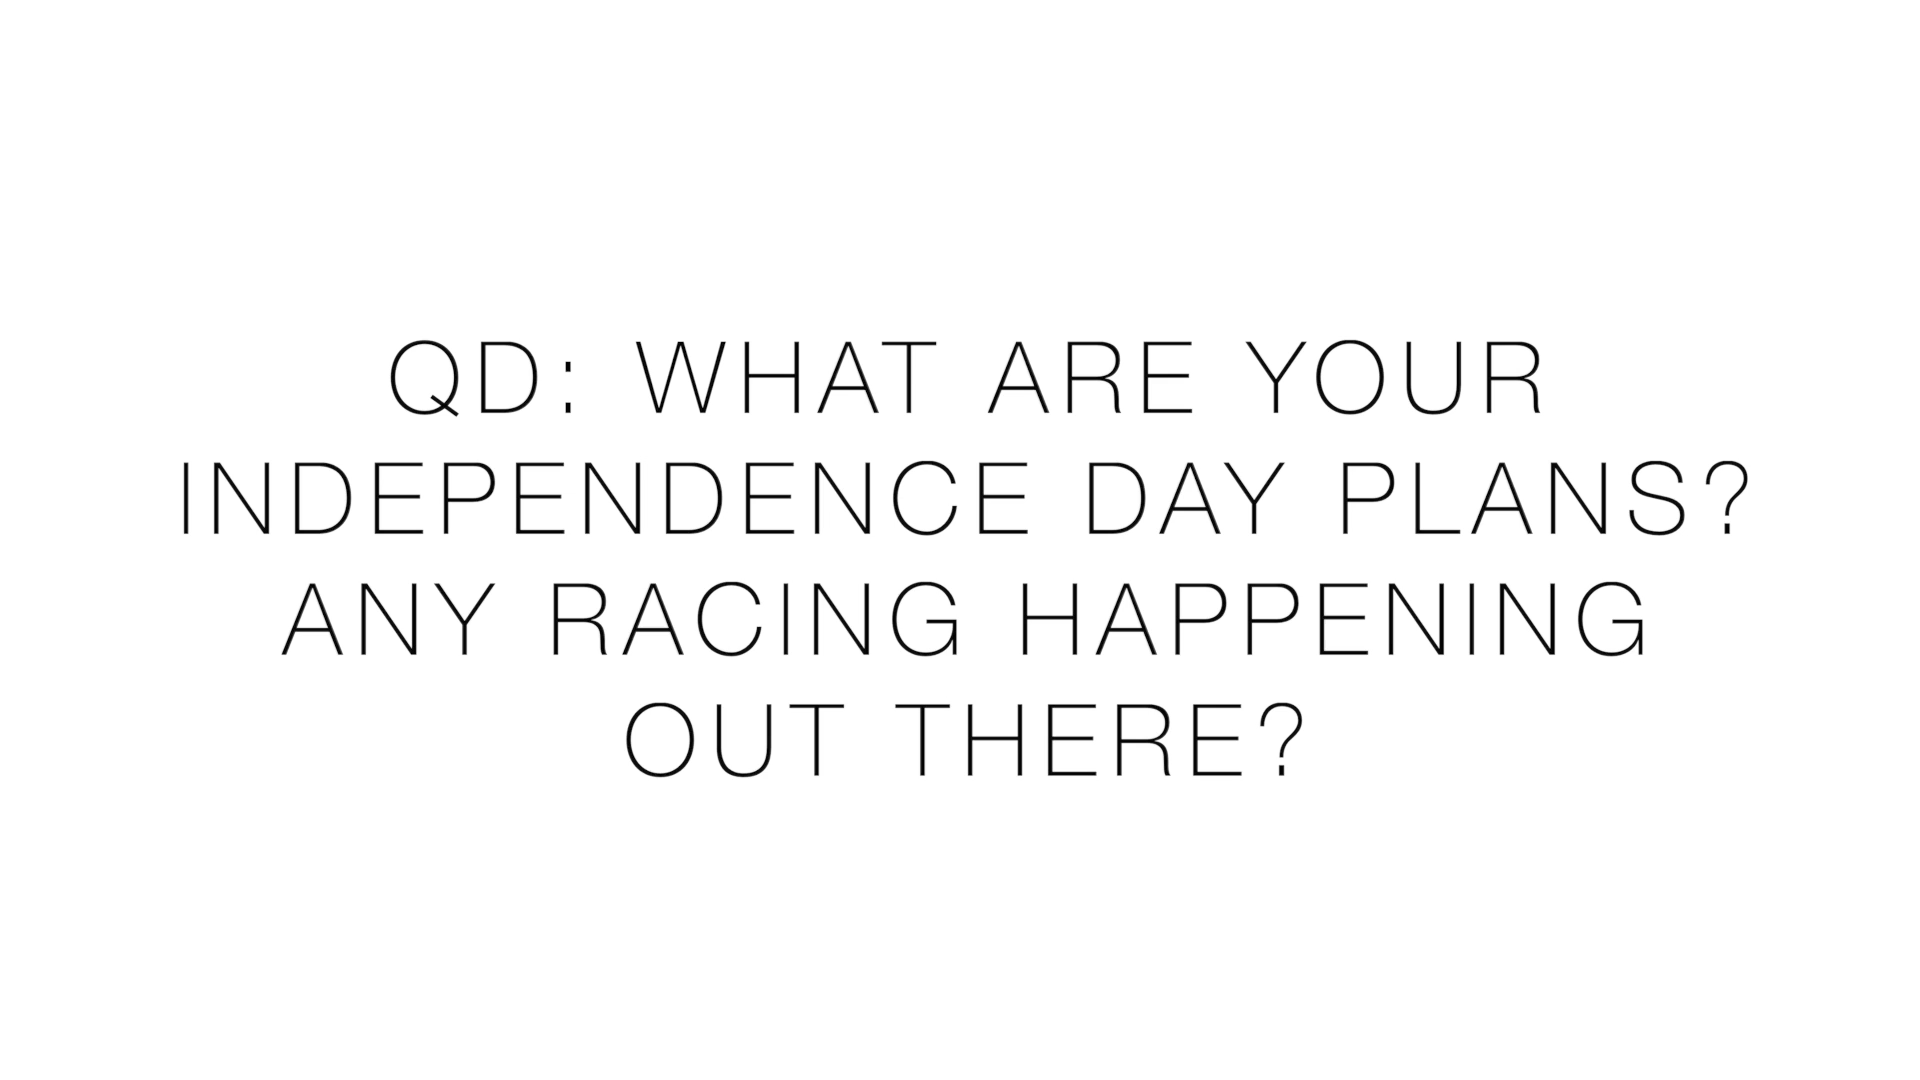 QD: WHAT ARE YOUR
INDEPENDENCE DAY PLANS?
ANY RACING HAPPENING
OUT THERE?